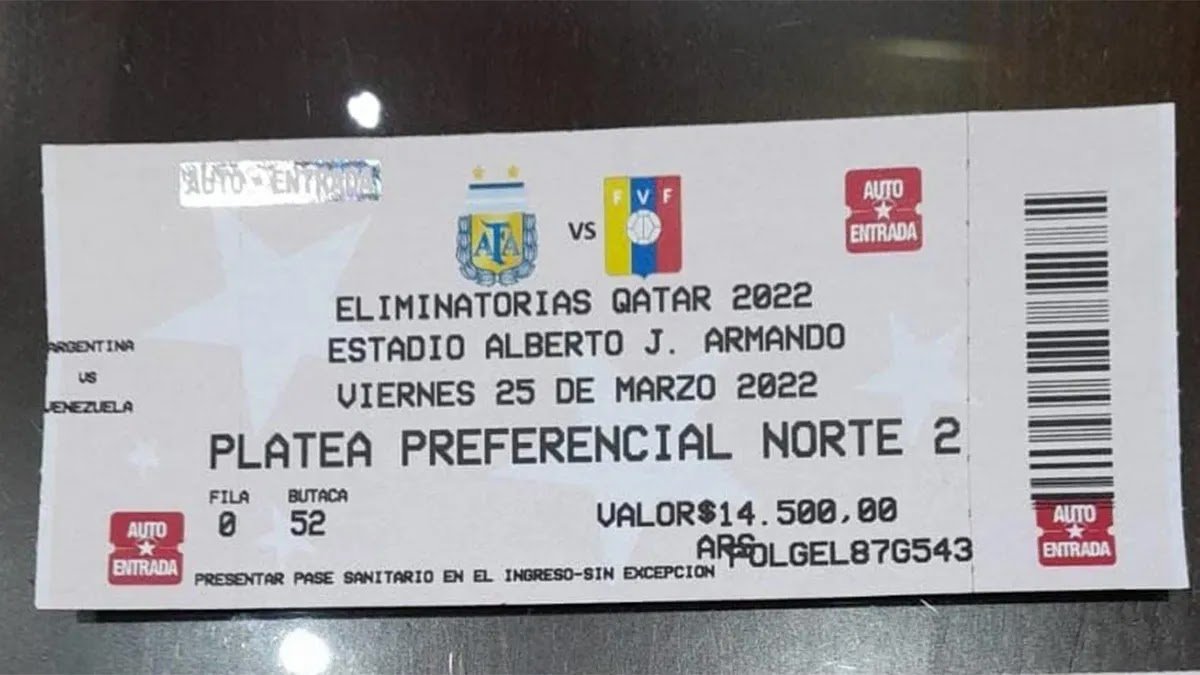 AUTO ★ ENTRADA
AFA
VS
F V F
AUTO
★
ENTRADA
ELIMINATORIAS QATAR 2022
ESTADIO ALBERTO J. ARMANDO
VIERNES 25 DE MARZO 2022
ARGENTINA
VS
VENEZUELA
PLATEA PREFERENCIAL NORTE 2
FILA BUTACA
0 52
VALOR$14.500,00
ARS
AUTO
★
ENTRADA
PRESENTAR PASE SANITARIO EN EL INGRESO-SIN EXCEPCION
AUTO
★
ENTRADA